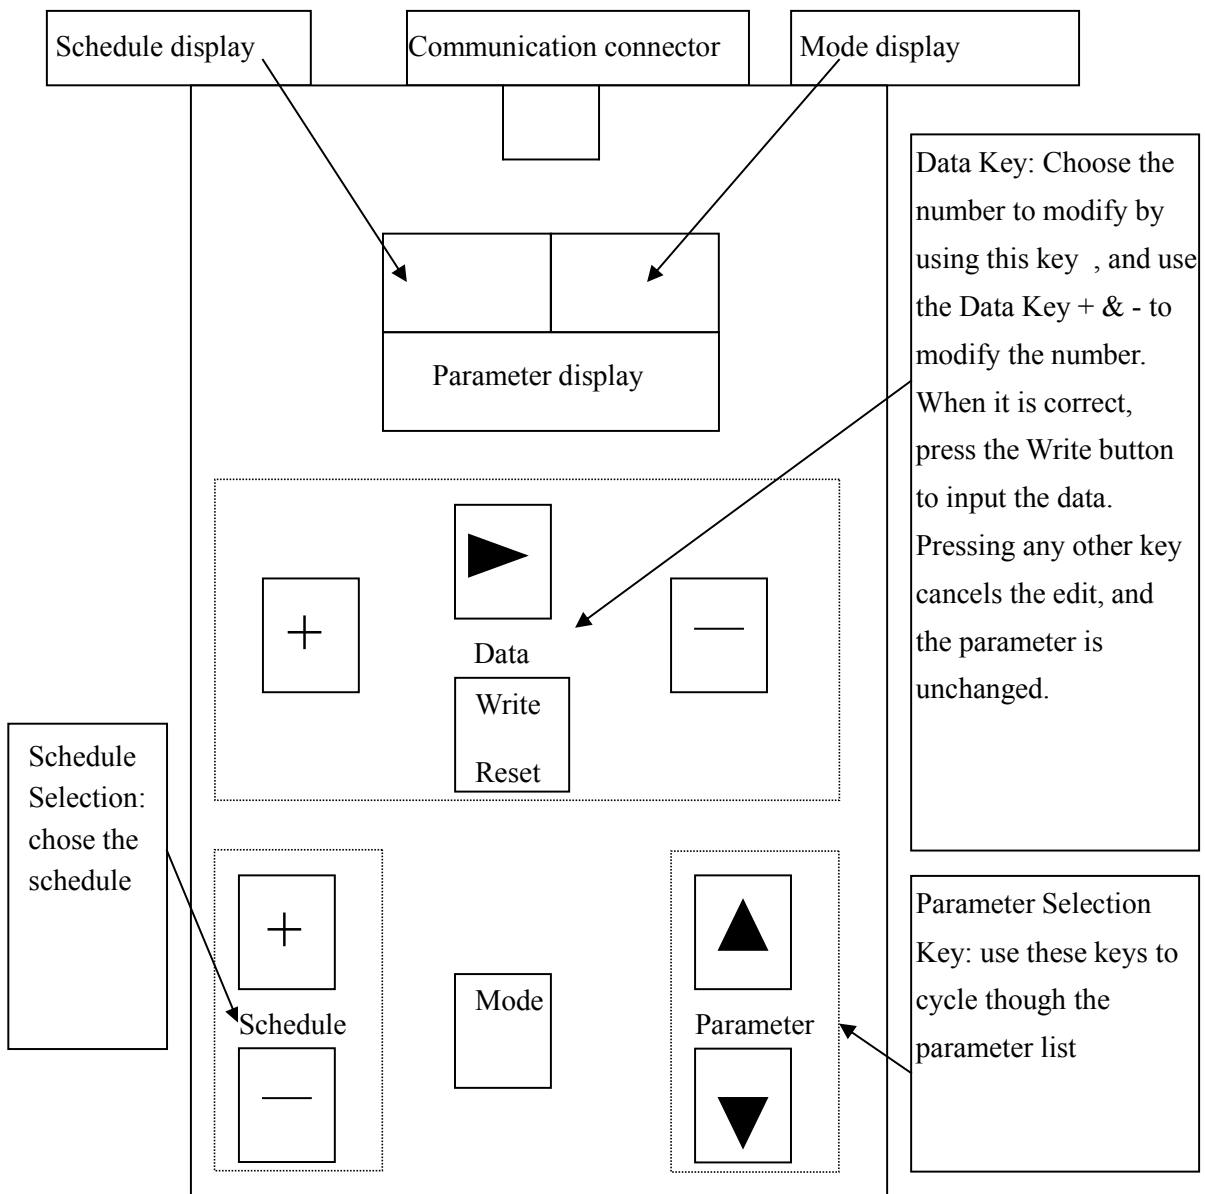 Schedule display
Communication connector
Mode display
Data Key: Choose the
number to modify by
using this key , and use
the Data Key + & - to
modify the number.
When it is correct,
press the Write button
to input the data.
Pressing any other key
cancels the edit, and
the parameter is
unchanged.
Parameter display
+
—
Data
Write
Reset
Schedule
Selection:
chose the
schedule
+
Schedule
—
Mode
Parameter
Parameter Selection
Key: use these keys to
cycle though the
parameter list